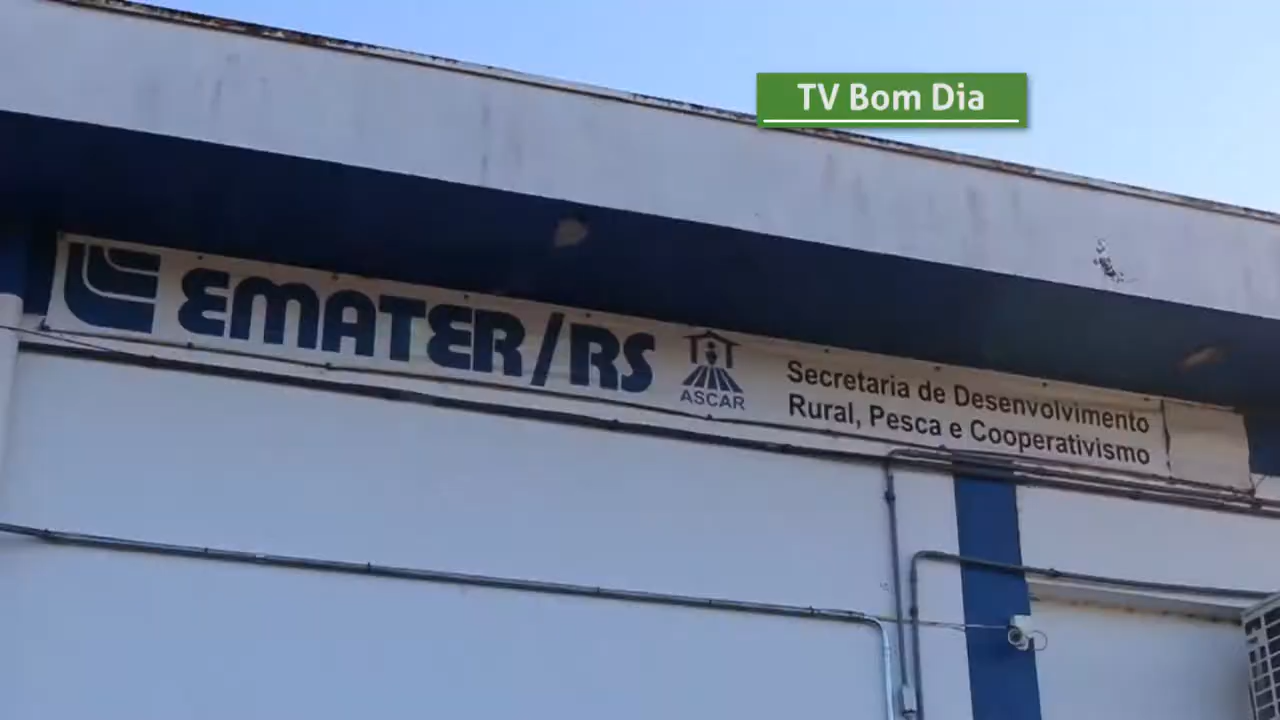 TV Bom Dia
EMATER/RS
ASCAR
Secretaria de Desenvolvimento
Rural, Pesca e Cooperativismo